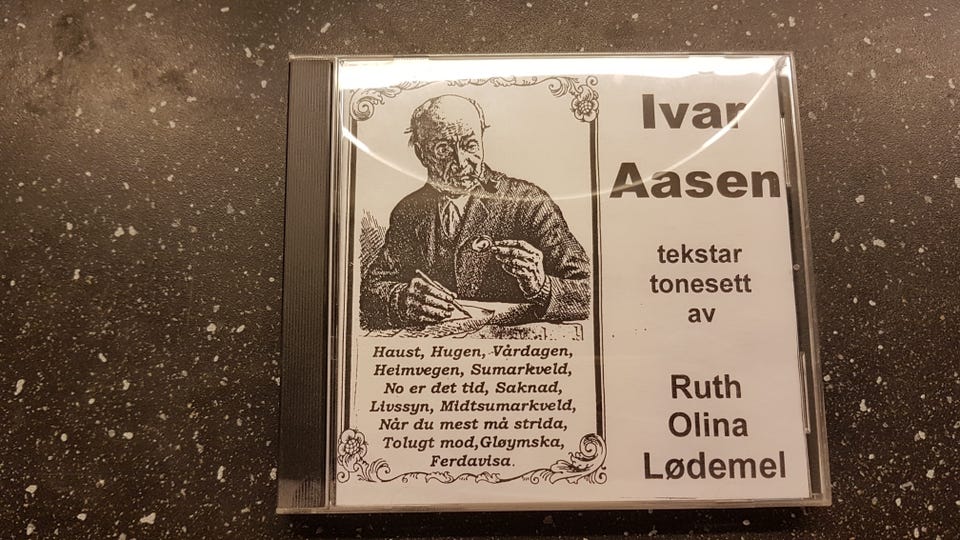 Ivar
Aasen
tekstar
tonesett
av
Ruth
Olina
Lødemel
Haust, Hugen, Vårdagen,
Heimvegen, Sumarkveld,
No er det tid, Saknad,
Livssyn, Midtsumarkveld,
Når du mest må strida,
Tolugt mod,Gløymska,
Ferdavisa.